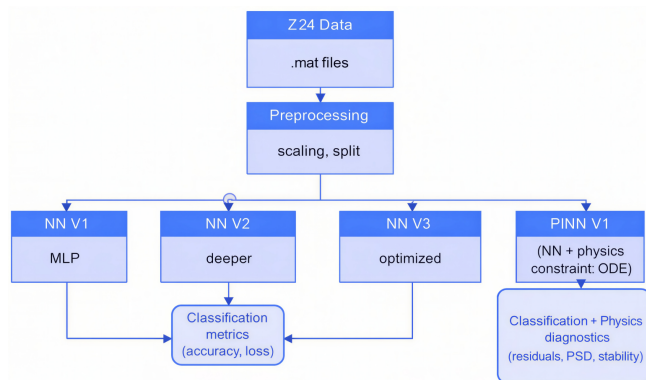 Z24 Data
.mat files
Preprocessing
scaling, split
NN V1
MLP
NN V2
deeper
NN V3
optimized
PINN V1
(NN + physics
constraint: ODE)
Classification
metrics
(accuracy, loss)
Classification + Physics
diagnostics
(residuals, PSD, stability)